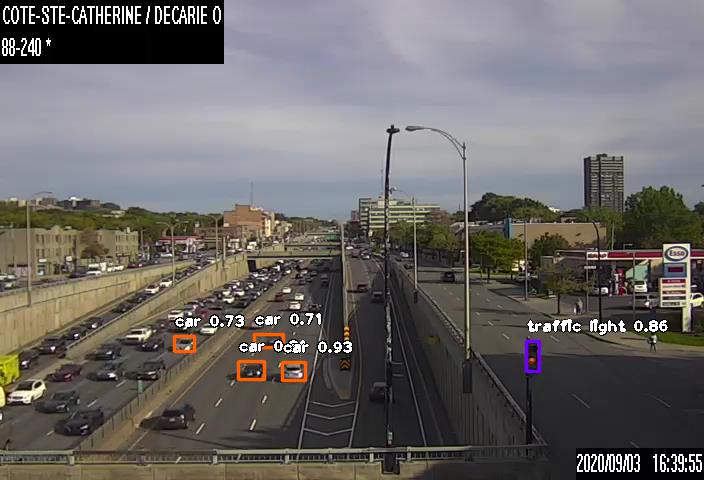 COTE-STE-CATHERINE / DECARIE O
88-240 *
car 0.73
car 0.71
car 0.93
traffic light 0.86
Esso
2020/09/03 16:39:55